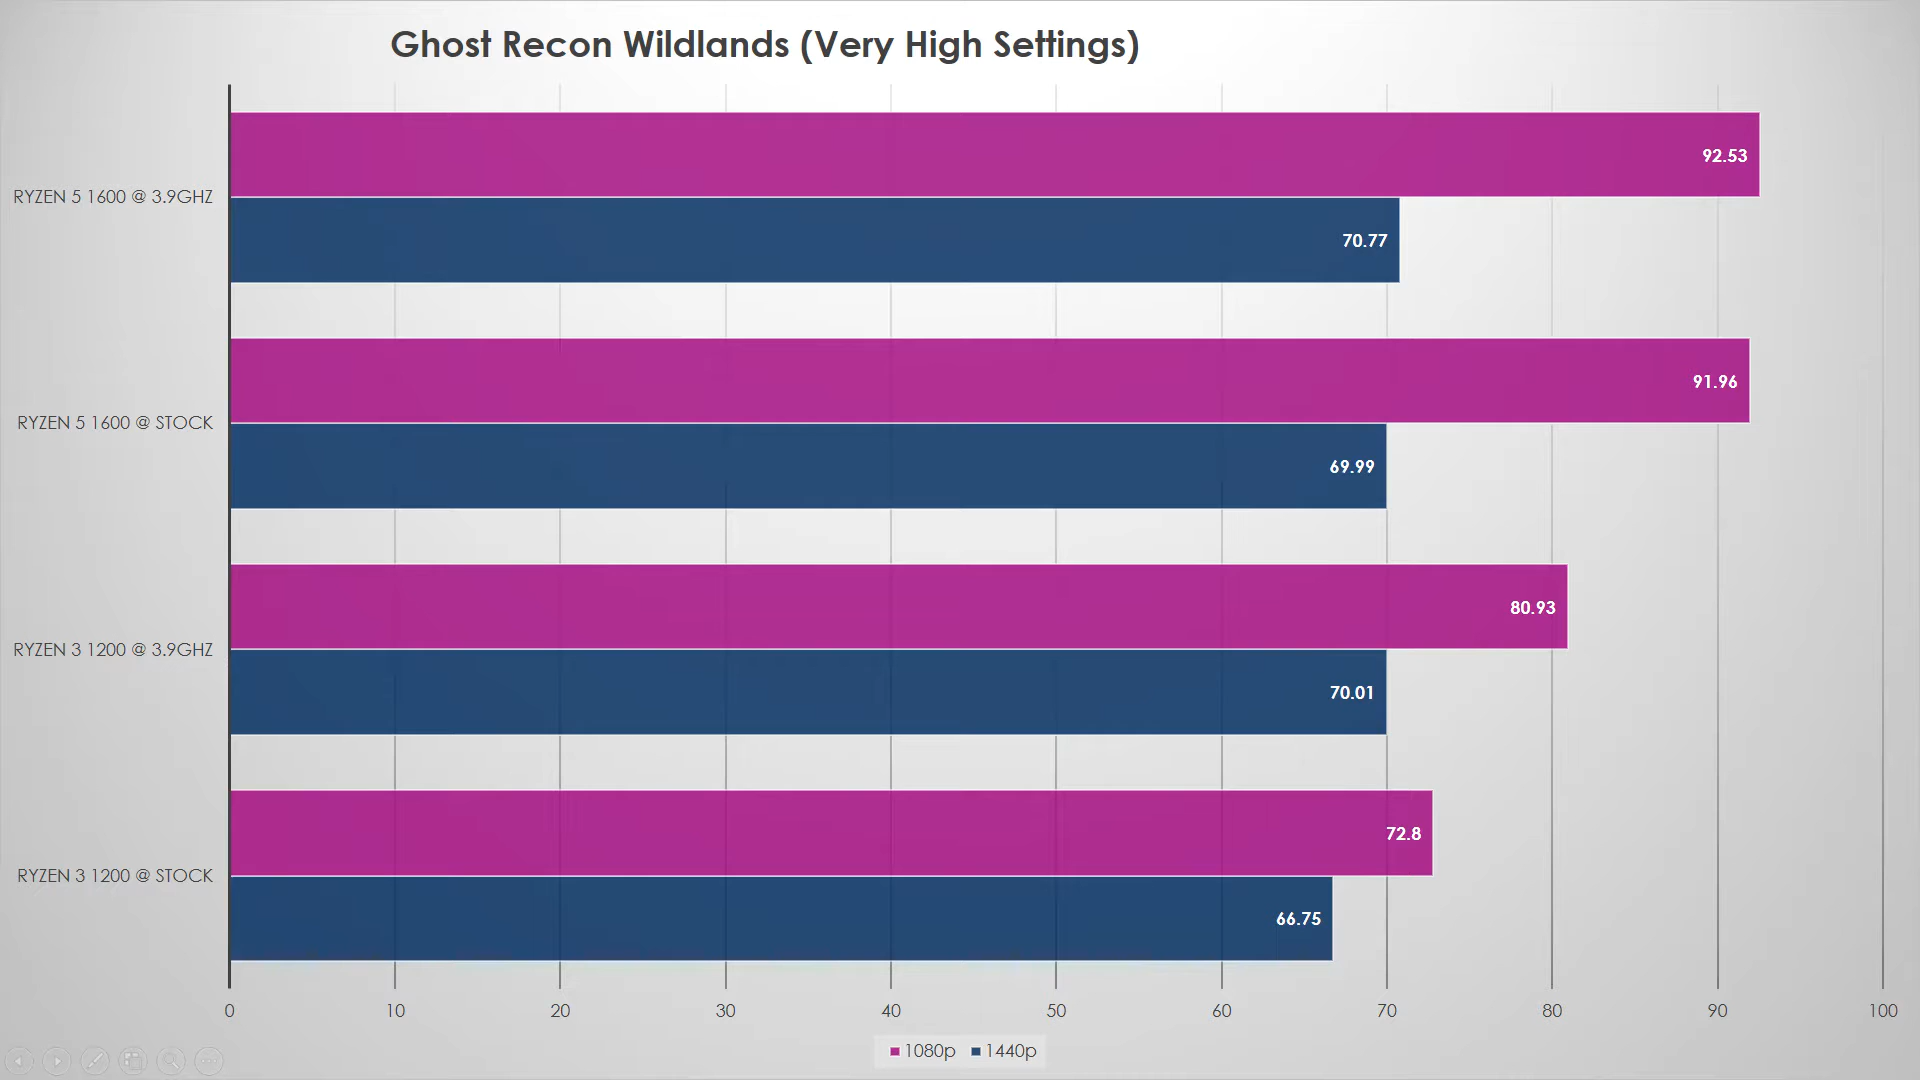 Ghost Recon Wildlands (Very High Settings)
RYZEN 5 1600 @ 3.9GHZ
92.53
70.77
RYZEN 5 1600 @ STOCK
91.96
69.99
RYZEN 3 1200 @ 3.9GHZ
80.93
70.01
RYZEN 3 1200 @ STOCK
72.8
66.75
0 10 20 30 40 50 60 70 80 90 100
1080p 1440p